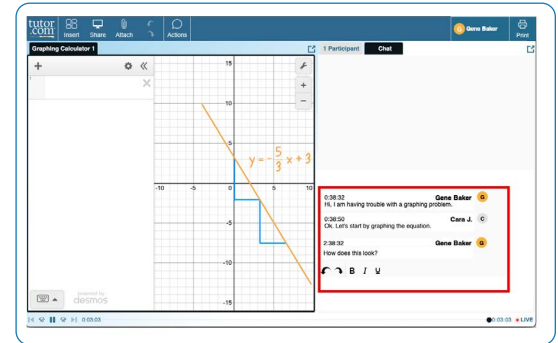 tutor
.com
Insert
Share
Attach
Actions
G Gene Baker
Print
Graphing Calculator 1
1 Participant
Chat
1
15
10
5
-10
-5
0
5
10
-5
-10
-15
y = -5/3 x + 3
0:38:32 Gene Baker G
Hi, I am having trouble with a graphing problem.
0:38:50 Cara J. C
Ok. Let's start by graphing the equation.
2:38:32 Gene Baker G
How does this look?
B I U
powered by
desmos
0:03:03
0:03:03 LIVE